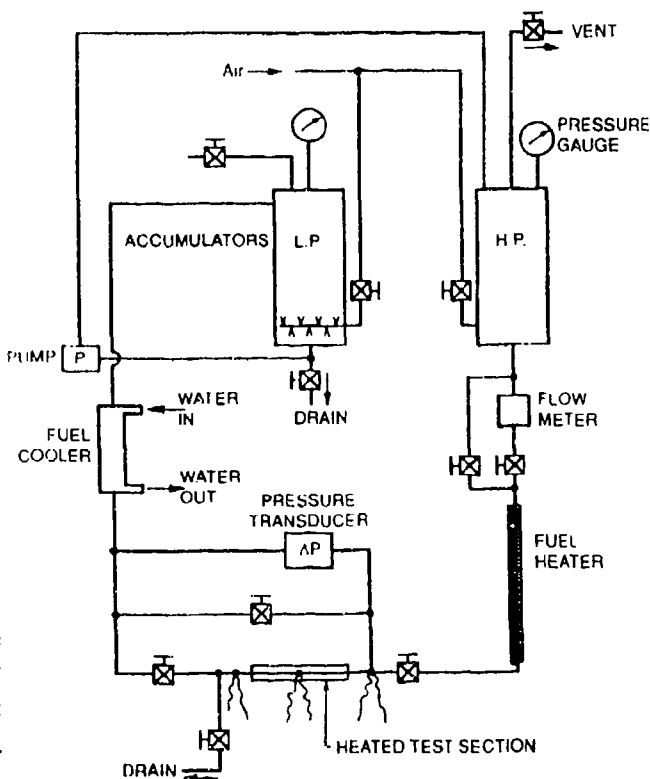 VENT
Air
PRESSURE
GAUGE
ACCUMULATORS
L.P
H.P.
PUMP
P
WATER
IN
DRAIN
FLOW
METER
FUEL
COOLER
WATER
OUT
PRESSURE
TRANSDUCER
ΔP
FUEL
HEATER
HEATED TEST SECTION
DRAIN